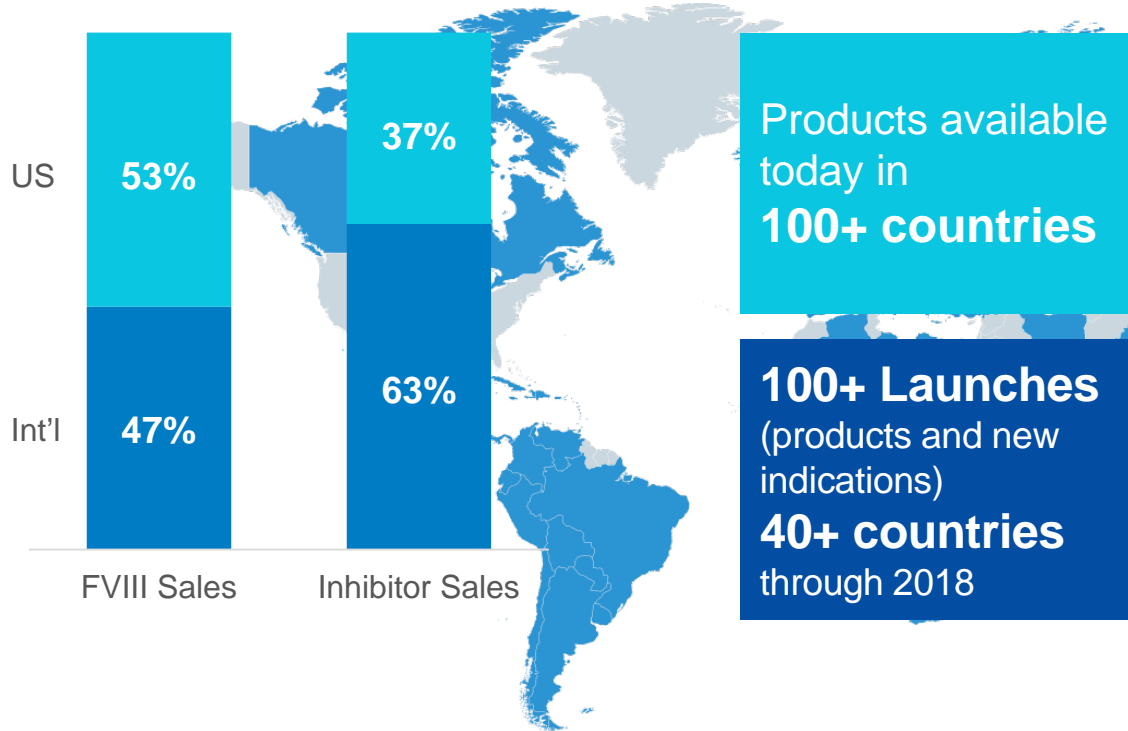 US
53%
37%
Int'l
47%
63%
FVIII Sales
Inhibitor Sales
Products available
today in
100+ countries
100+ Launches
(products and new
indications)
40+ countries
through 2018